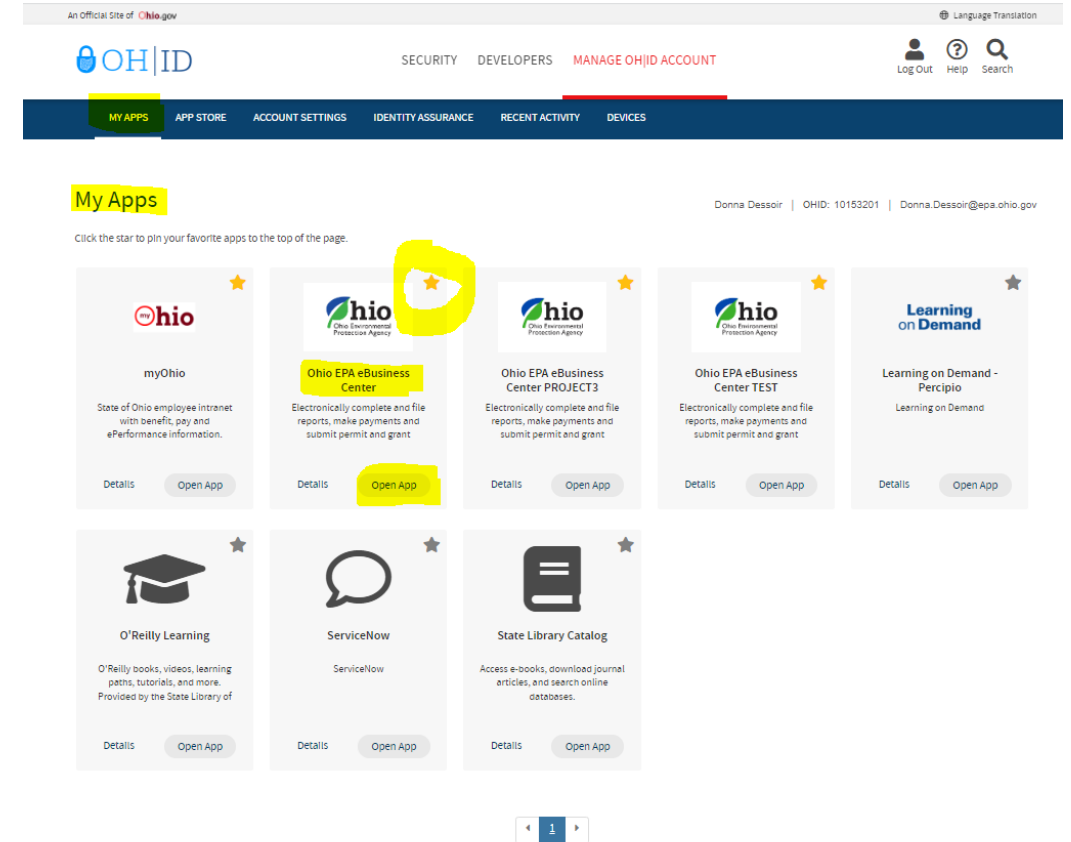 An Official Site of Ohio.gov
Language Translation
OH|ID
SECURITY DEVELOPERS MANAGE OH|ID ACCOUNT
Log Out Help Search
MY APPS APP STORE ACCOUNT SETTINGS IDENTITY ASSURANCE RECENT ACTIVITY DEVICES
My Apps
Donna Dessoir | OHID: 10153201 | Donna.Dessoir@epa.ohio.gov
Click the star to pin your favorite apps to the top of the page.
my Ohio
myOhio
State of Ohio employee intranet
with benefit, pay and
ePerformance information.
Details Open App
Ohio
Ohio Environmental
Protection Agency
Ohio EPA eBusiness
Center
Electronically complete and file
reports, make payments and
submit permit and grant
Details Open App
Ohio
Ohio Environmental
Protection Agency
Ohio EPA eBusiness
Center PROJECT3
Electronically complete and file
reports, make payments and
submit permit and grant
Details Open App
Ohio
Ohio Environmental
Protection Agency
Ohio EPA eBusiness
Center TEST
Electronically complete and file
reports, make payments and
submit permit and grant
Details Open App
Learning
on Demand
Learning on Demand -
Percipio
Learning on Demand
Details Open App
O'Reilly Learning
O'Reilly books, videos, learning
paths, tutorials, and more.
Provided by the State Library of
Details Open App
ServiceNow
ServiceNow
Details Open App
State Library Catalog
Access e-books, download journal
articles, and search online
databases.
Details Open App
1